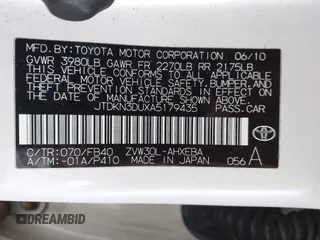 MFD. BY: TOYOTA MOTOR CORPORATION 06/10
GVWR 3980LB GAWR FR 2270LB RR 2175LB
THIS VEHICLE CONFORMS TO ALL APPLICABLE
FEDERAL MOTOR VEHICLE SAFETY, BUMPER, AND
THEFT PREVENTION STANDARDS IN EFFECT ON THE DATE
OF MANUFACTURE SHOWN ABOVE.
JTDKN3DUXA5179435 PASS.CAR
C/TR: 070/FB40 ZVW30L-AHXEBA
A/TM: -01A/P410 MADE IN JAPAN 056 A
TOYOTA
©DREAMBID